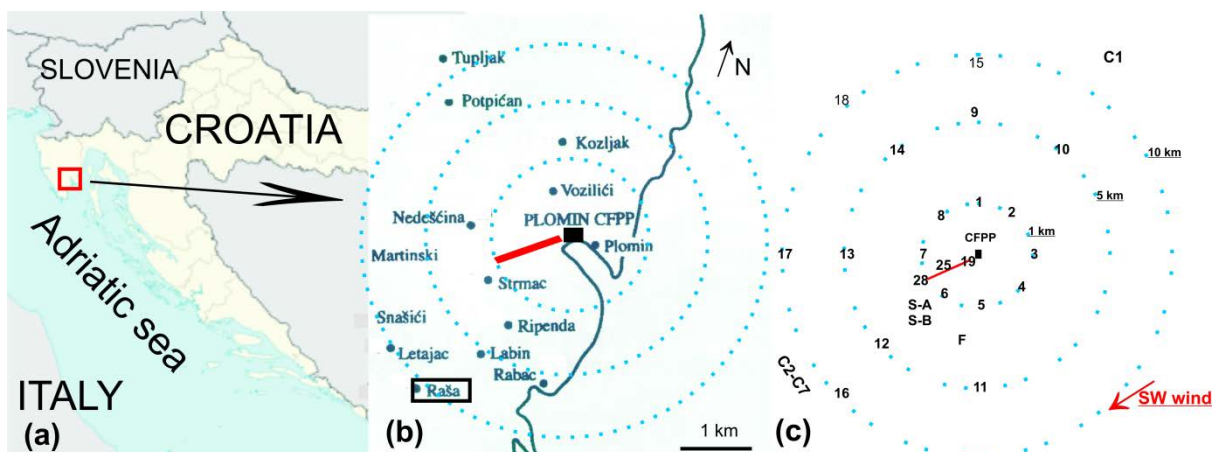 SLOVENIA
CROATIA
Adriatic sea
ITALY
(a)
N
Tupljak
Potpićan
Kozljak
Vozilići
Nedešćina
PLOMIN CFPP
Plomin
Martinski
Strmac
Snašići
Ripenda
Letajac
Labin
Rabac
Raša
(b)
1 km
C1
15
18
9
14
10
10 km
5 km
1
2
8
CFPP
1 km
17
13
7
3
25
19
28
6
4
5
S-A
S-B
F
12
C2-C7
16
11
SW wind
(c)